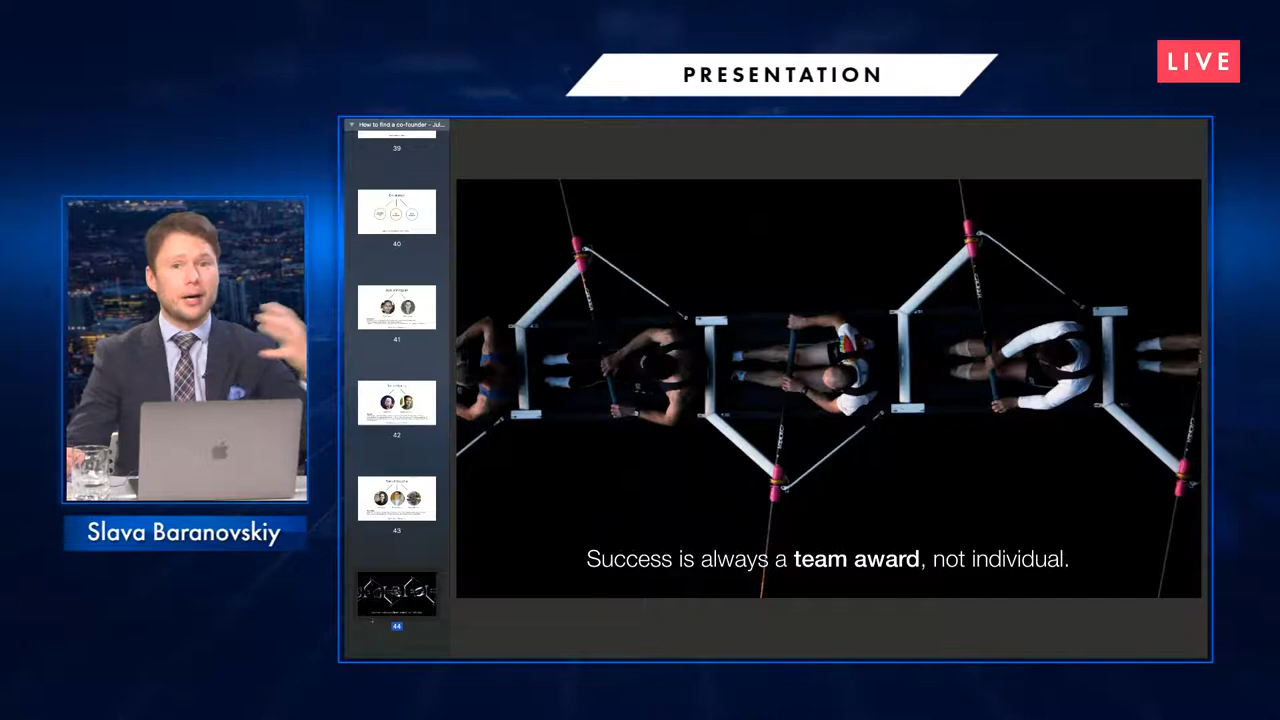 PRESENTATION
LIVE
How to find a co-founder - Jul...
39
40
41
42
43
44
Success is always a team award, not individual.
Slava Baranovskiy